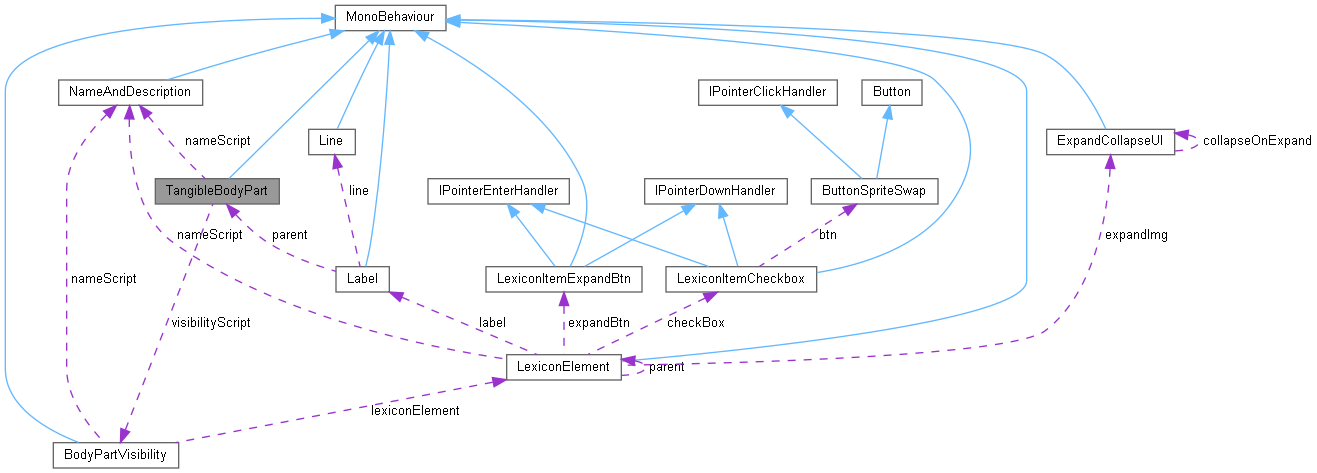 MonoBehaviour
NameAndDescription
IPointerClickHandler
Button
nameScript
Line
ExpandCollapseUI
collapseOnExpand
TangibleBodyPart
line
IPointerEnterHandler
IPointerDownHandler
ButtonSpriteSwap
nameScript
parent
btn
expandImg
nameScript
Label
LexiconItemExpandBtn
LexiconItemCheckbox
visibilityScript
label
expandBtn
checkBox
LexiconElement
parent
lexiconElement
BodyPartVisibility